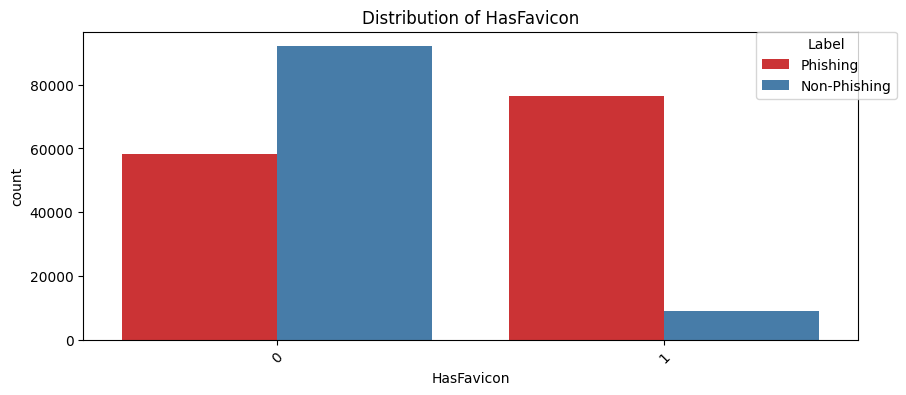 Distribution of HasFavicon
Label
Phishing
Non-Phishing
count
80000
60000
40000
20000
0
0
1
HasFavicon